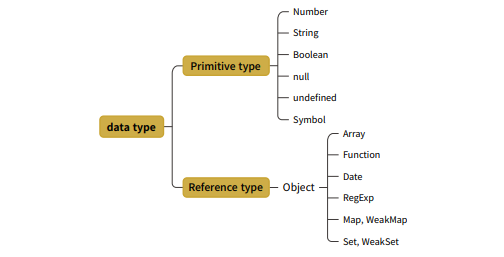 data type
Primitive type
Number
String
Boolean
null
undefined
Symbol
Reference type
Object
Array
Function
Date
RegExp
Map, WeakMap
Set, WeakSet